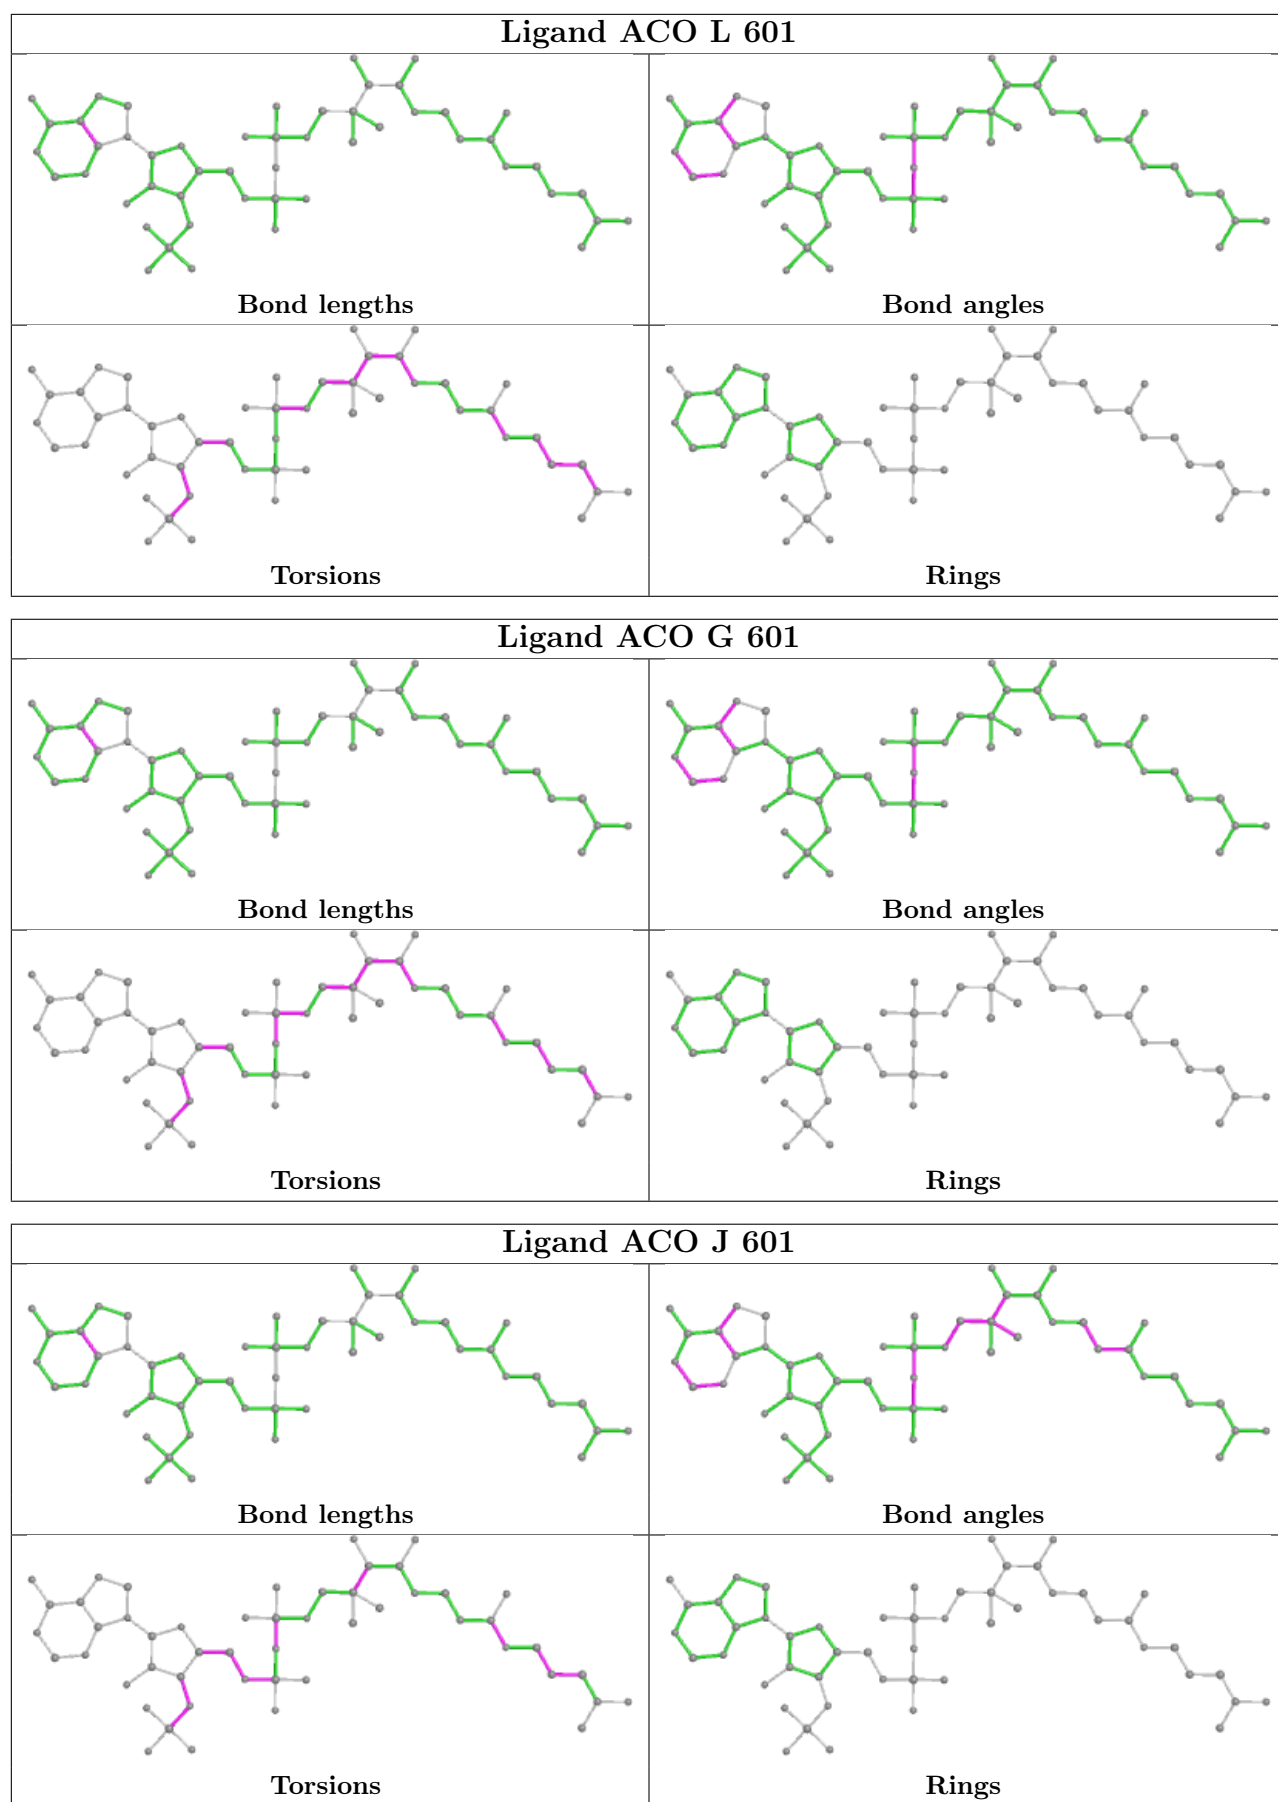 Ligand ACO L 601
Bond lengths
Bond angles
Torsions
Rings
Ligand ACO G 601
Bond lengths
Bond angles
Torsions
Rings
Ligand ACO J 601
Bond lengths
Bond angles
Torsions
Rings